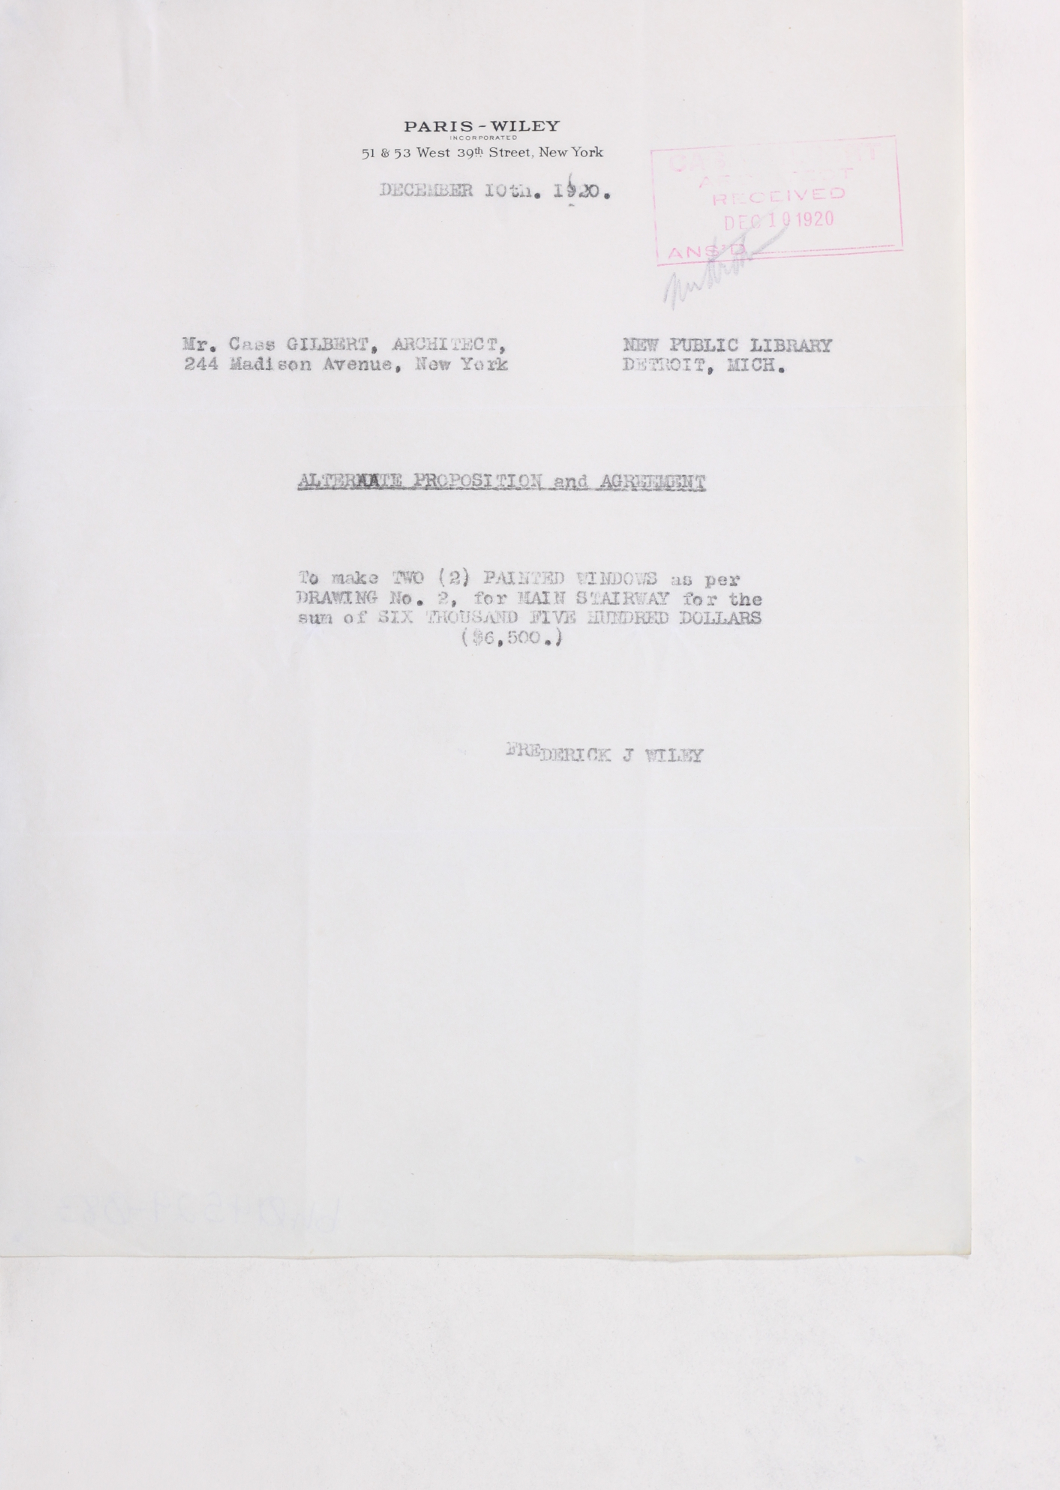 PARIS - WILEY
INCORPORATED
51 & 53 West 39th Street, New York
DECEMBER 10th. 1920.
RECEIVED
DEC 10 1920
ANS'D
Mr. Cass GILBERT, ARCHITECT,
244 Madison Avenue, New York
NEW PUBLIC LIBRARY
DETROIT, MICH.
ALTERNATE PROPOSITION and AGREEMENT
To make TWO (2) PAINTED WINDOWS as per
DRAWING No. 2, for MAIN STAIRWAY for the
sum of SIX THOUSAND FIVE HUNDRED DOLLARS
($6,500.)
FREDERICK J WILEY